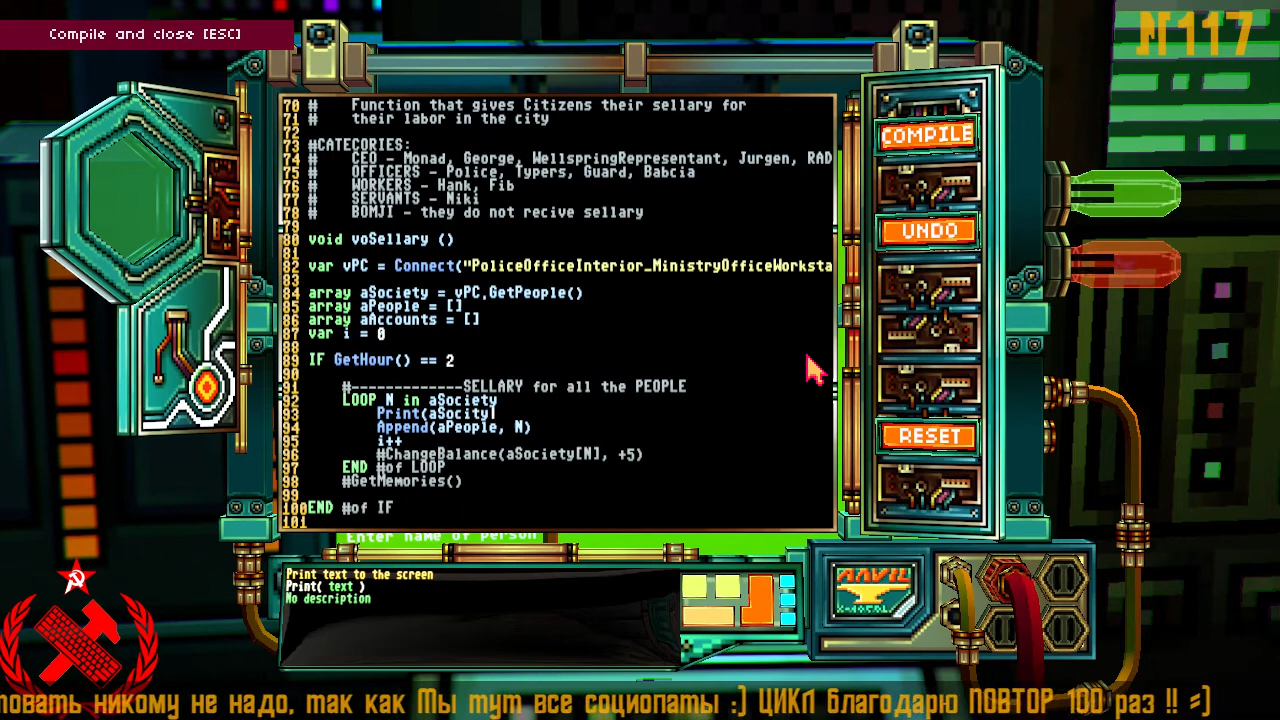 Compile and close [ESC]
№117
70 #    Function that gives Citizens their sellary for
71 #    their labor in the city
72
73 #CATECORIES:
74 #    CEO - Monad, George, WellspringRepresentant, Jurgen, RAD
75 #    OFFICERS - Police, Typers, Guard, Babcia
76 #    WORKERS - Hank, Fib
77 #    SERVANTS - Niki
78 #    BOMJI - they do not recive sellary
79
80 void voSellary ()
81
82 var vPC = Connect("PoliceOfficeInterior_MinistryOfficeWorksta
83
84 array aSociety = vPC.GetPeople()
85 array aPeople = []
86 array aAccounts = []
87 var i = 0
88
89 IF GetHour() == 2
90
91     #-------------SELLARY for all the PEOPLE
92     LOOP N in aSociety
93         Print(aSocity)
94         Append(aPeople, N)
95         i++
96         #ChangeBalance(aSociety[N], +5)
97     END #of LOOP
98     #GetMemories()
99
100 END #of IF
101
COMPILE
UNDO
RESET
Enter name of person
Print text to the screen
Print( text )
No description
ANVIL
товать никому не надо, так как Мы тут все социопаты :) ЦИКЛ благодарю ПОВТОР 100 раз !! =)